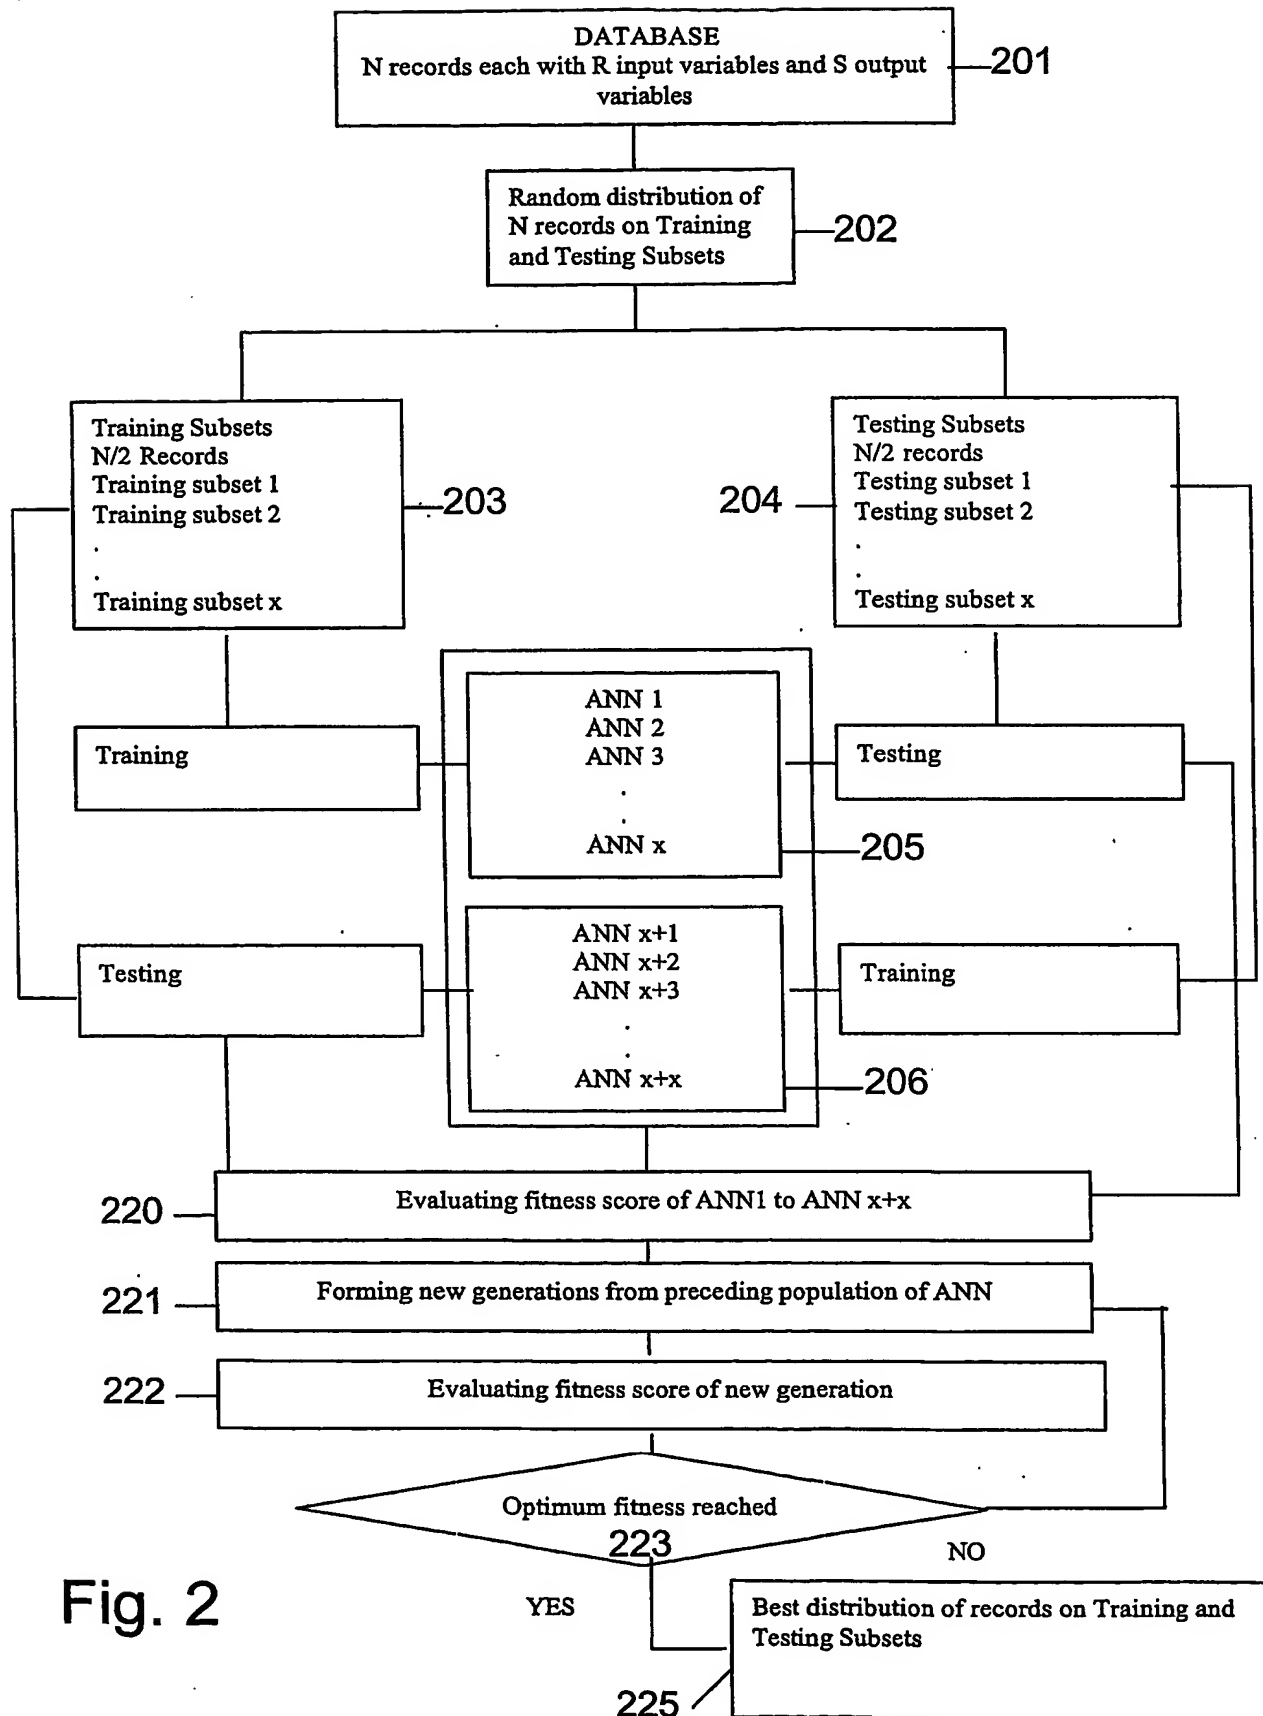 DATABASE
N records each with R input variables and S output
variables
201
Random distribution of
N records on Training
and Testing Subsets
202
Training Subsets
N/2 Records
Training subset 1
Training subset 2
.
.
Training subset x
203
204
Testing Subsets
N/2 records
Testing subset 1
Testing subset 2
.
.
Testing subset x
Training
ANN 1
ANN 2
ANN 3
.
.
ANN x
205
Testing
Testing
ANN x+1
ANN x+2
ANN x+3
.
.
ANN x+x
206
Training
220
Evaluating fitness score of ANN1 to ANN x+x
221
Forming new generations from preceding population of ANN
222
Evaluating fitness score of new generation
Optimum fitness reached
223
NO
YES
Best distribution of records on Training and
Testing Subsets
225
Fig. 2